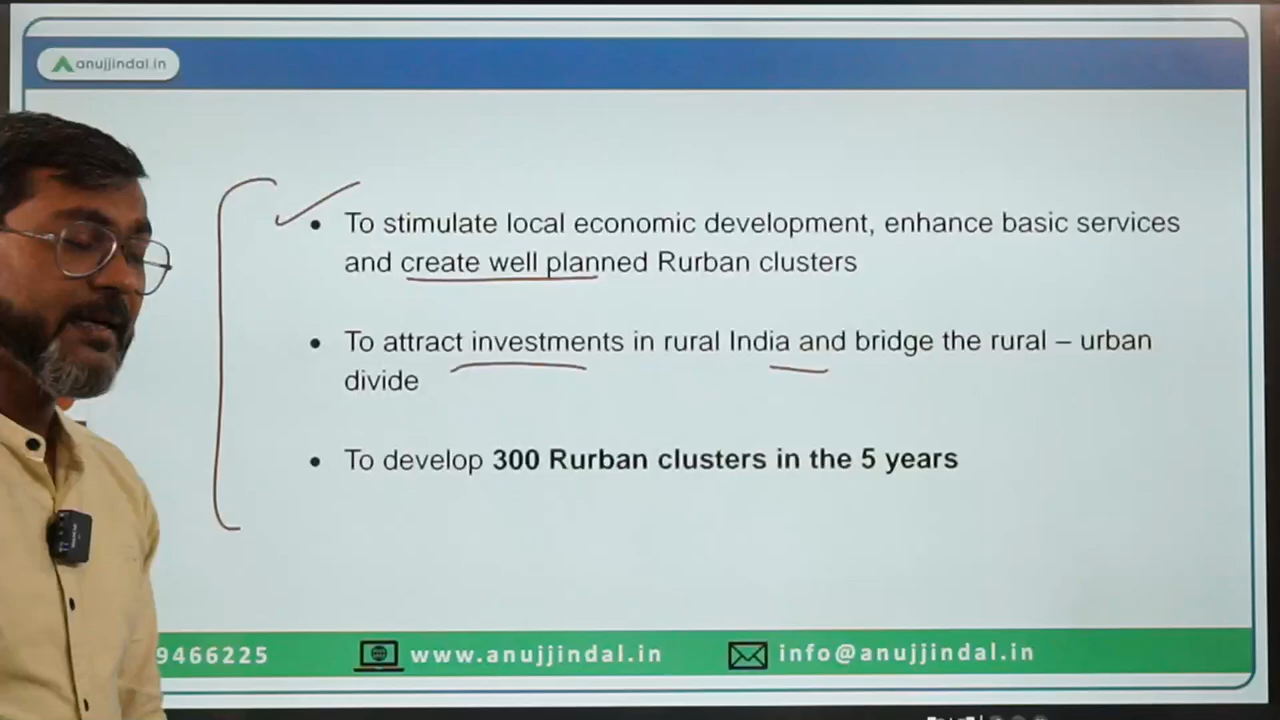 anujjindal.in
• To stimulate local economic development, enhance basic services
and create well planned Rurban clusters
• To attract investments in rural India and bridge the rural – urban
divide
• To develop 300 Rurban clusters in the 5 years
9466225 www.anujjindal.in info@anujjindal.in